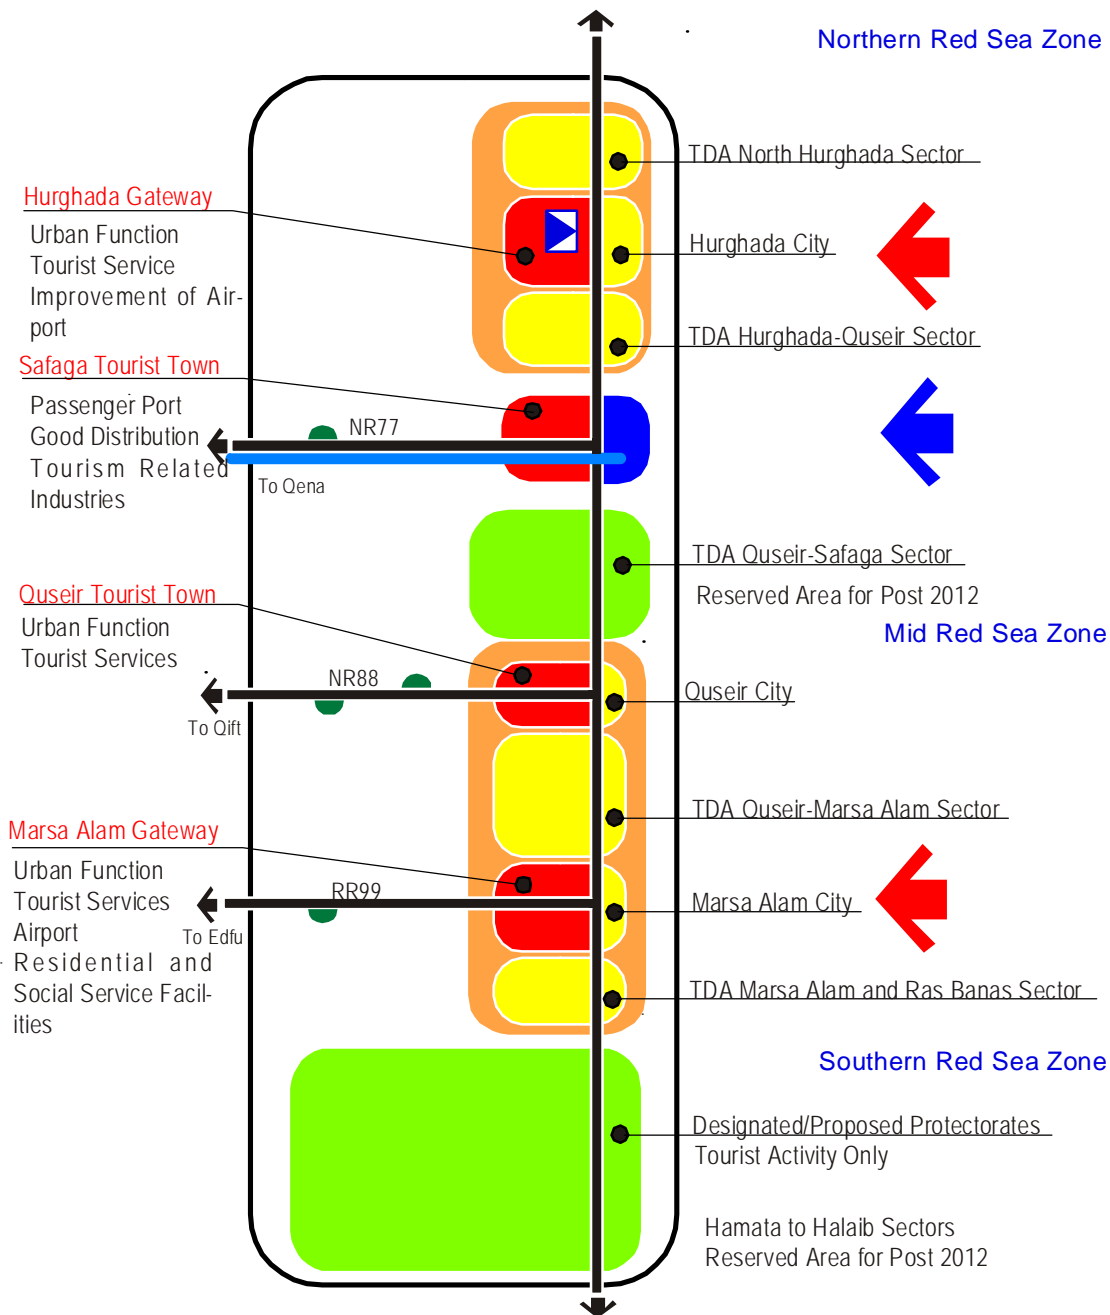 Northern Red Sea Zone
TDA North Hurghada Sector
Hurghada Gateway
Urban Function
Tourist Service
Improvement of Air-
port
Hurghada City
TDA Hurghada-Quseir Sector
Safaga Tourist Town
Passenger Port
Good Distribution
Tourism Related
Industries
NR77
To Qena
TDA Quseir-Safaga Sector
Reserved Area for Post 2012
Mid Red Sea Zone
Quseir Tourist Town
Urban Function
Tourist Services
NR88
To Qift
Quseir City
TDA Quseir-Marsa Alam Sector
Marsa Alam Gateway
Urban Function
Tourist Services
Airport
Residential and
Social Service Facil-
ities
RR99
To Edfu
Marsa Alam City
TDA Marsa Alam and Ras Banas Sector
Southern Red Sea Zone
Designated/Proposed Protectorates
Tourist Activity Only
Hamata to Halaib Sectors
Reserved Area for Post 2012